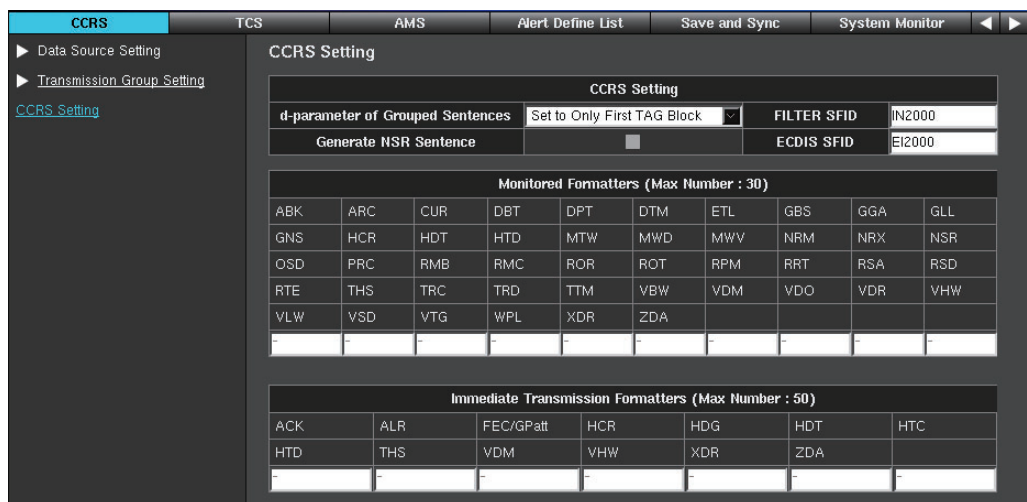 CCRS TCS AMS Alert Define List Save and Sync System Monitor
Data Source Setting
Transmission Group Setting
CCRS Setting
CCRS Setting
CCRS Setting
d-parameter of Grouped Sentences Set to Only First TAG Block FILTER SFID IN2000
Generate NSR Sentence ECDIS SFID EI2000
Monitored Formatters (Max Number : 30)
ABK ARC CUR DBT DPT DTM ETL GBS GGA GLL
GNS HCR HDT HTD MTW MWD MWV NRM NRX NSR
OSD PRC RMB RMC ROR ROT RPM RRT RSA RSD
RTE THS TRC TRD TTM VBW VDM VDO VDR VHW
VLW VSD VTG WPL XDR ZDA
- - - - - - - - - -
Immediate Transmission Formatters (Max Number : 50)
ACK ALR FEC/GPatt HCR HDG HDT HTC
HTD THS VDM VHW XDR ZDA
- - - - - - -